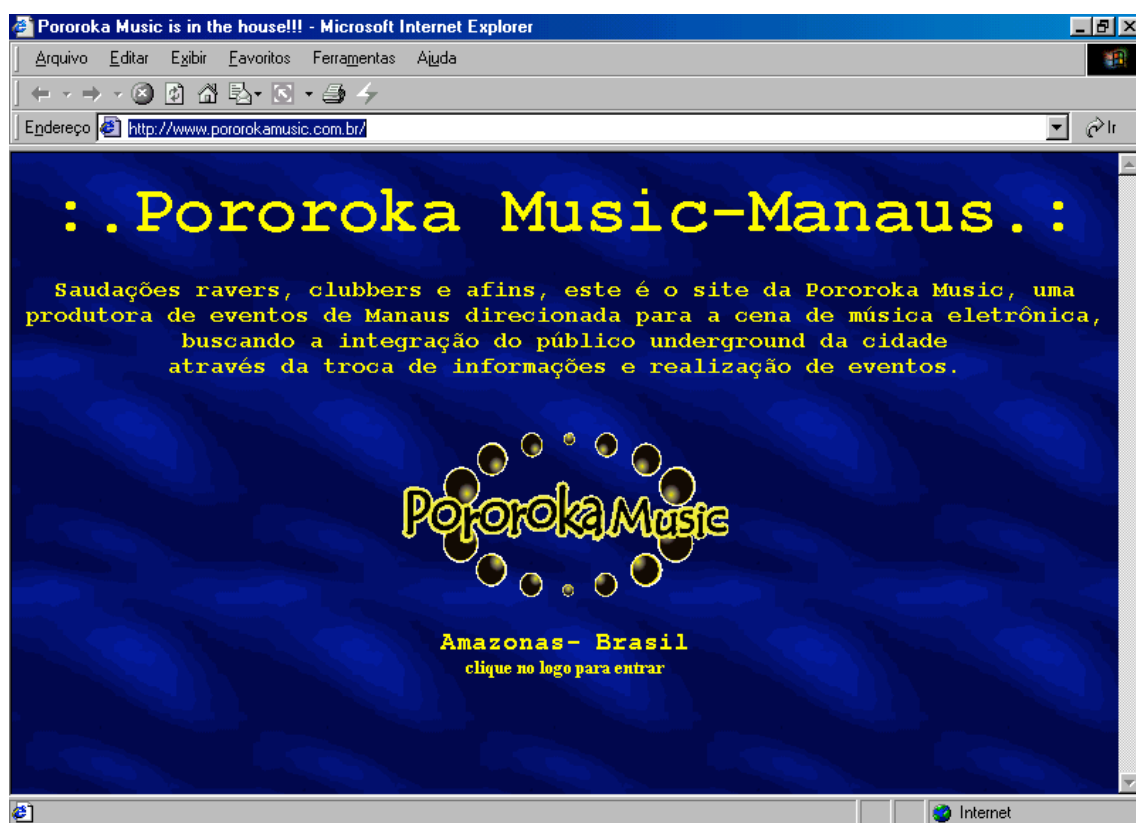 Pororoka Music is in the house!!! - Microsoft Internet Explorer
Arquivo Editar Exibir Favoritos Ferramentas Ajuda
Endereço http://www.pororokamusic.com.br/ Ir
:.Pororoka Music-Manaus.:
Saudações ravers, clubbers e afins, este é o site da Pororoka Music, uma
produtora de eventos de Manaus direcionada para a cena de música eletrônica,
buscando a integração do público underground da cidade
através da troca de informações e realização de eventos.
Pororoka Music
Amazonas- Brasil
clique no logo para entrar
Internet